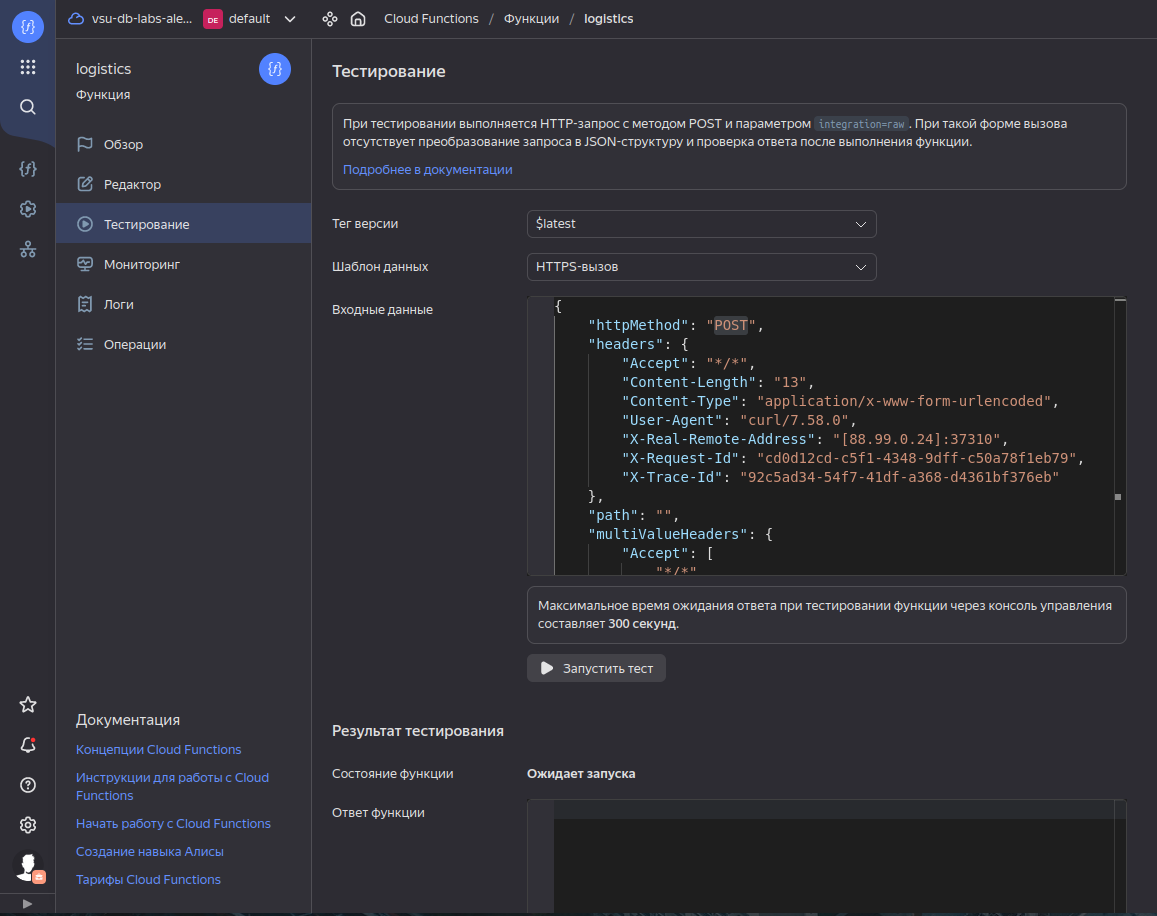 vsu-db-labs-ale...
DE
default
Cloud Functions / Функции / logistics
logistics
Функция
Обзор
Редактор
Тестирование
Мониторинг
Логи
Операции
Документация
Концепции Cloud Functions
Инструкции для работы с Cloud
Functions
Начать работу с Cloud Functions
Создание навыка Алисы
Тарифы Cloud Functions
Тестирование
При тестировании выполняется HTTP-запрос с методом POST и параметром integration=raw. При такой форме вызова
отсутствует преобразование запроса в JSON-структуру и проверка ответа после выполнения функции.
Подробнее в документации
Тег версии
$latest
Шаблон данных
HTTPS-вызов
Входные данные
{
"httpMethod": "POST",
"headers": {
"Accept": "*/*",
"Content-Length": "13",
"Content-Type": "application/x-www-form-urlencoded",
"User-Agent": "curl/7.58.0",
"X-Real-Remote-Address": "[88.99.0.24]:37310",
"X-Request-Id": "cd0d12cd-c5f1-4348-9dff-c50a78f1eb79",
"X-Trace-Id": "92c5ad34-54f7-41df-a368-d4361bf376eb"
},
"path": "",
"multiValueHeaders": {
"Accept": [
"*/*"
Максимальное время ожидания ответа при тестировании функции через консоль управления
составляет 300 секунд.
Запустить тест
Результат тестирования
Состояние функции
Ожидает запуска
Ответ функции